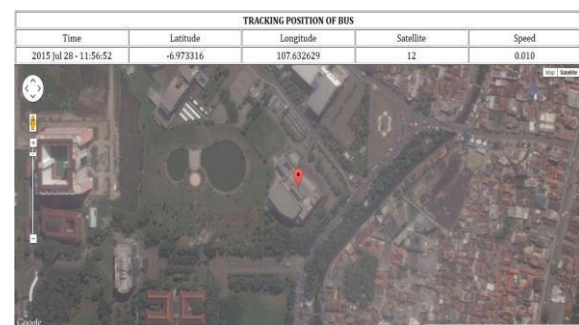 TRACKING POSITION OF BUS
Time Latitude Longitude Satellite Speed
2015 Jul 28 - 11:56:52 -6.973316 107.632629 12 0.010
Map Satellite
Google